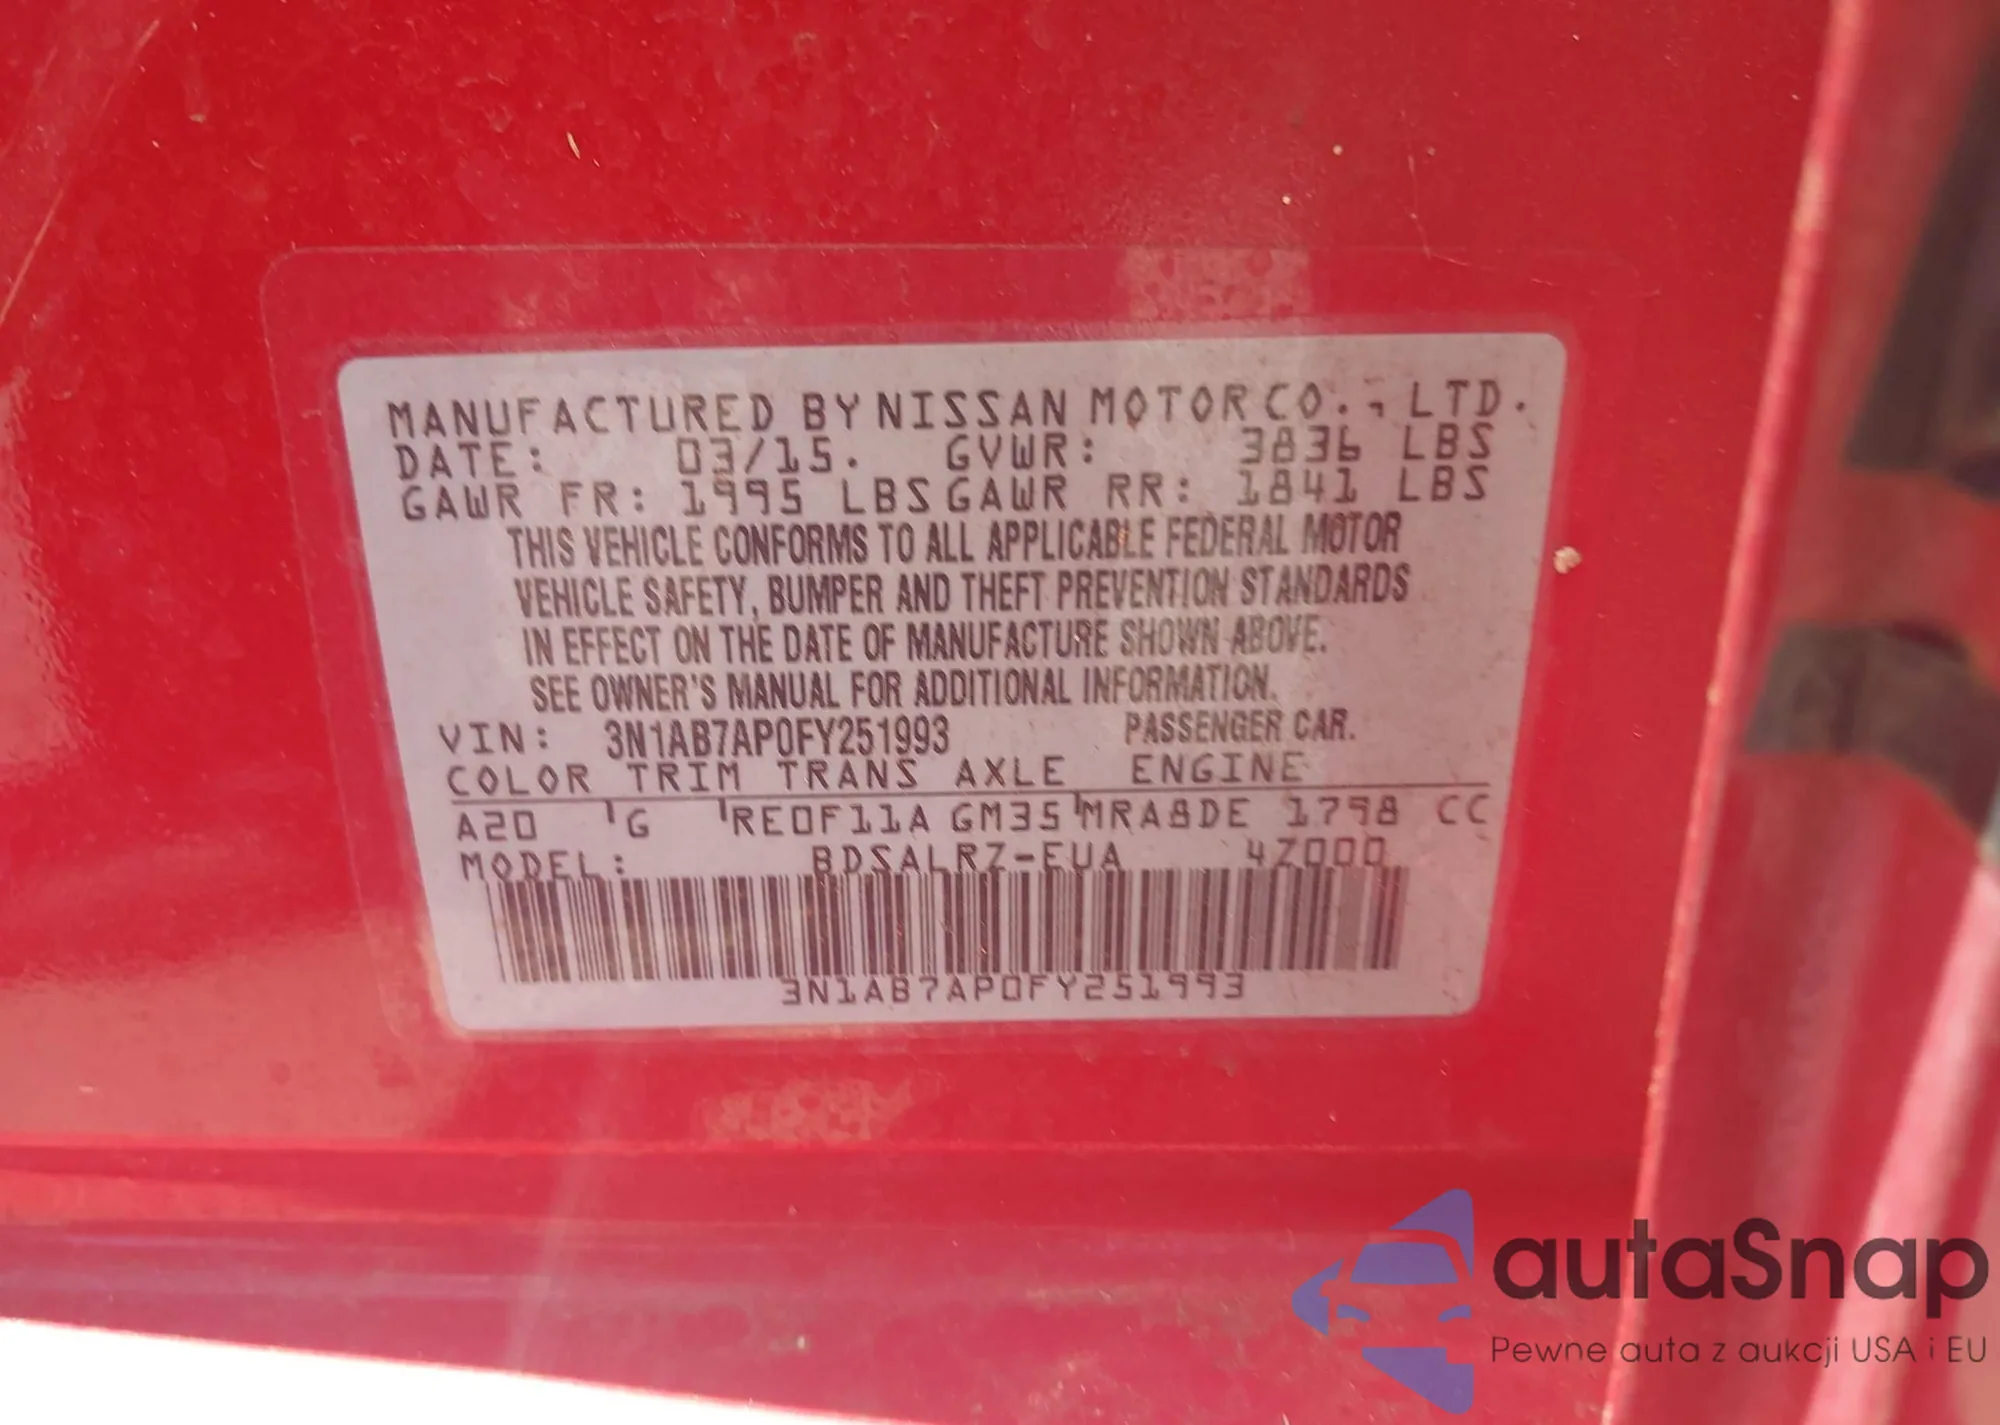 MANUFACTURED BY NISSAN MOTOR CO., LTD.
DATE: 03/15. GVWR: 3836 LBS
GAWR FR: 1995 LBS GAWR RR: 1841 LBS
THIS VEHICLE CONFORMS TO ALL APPLICABLE FEDERAL MOTOR
VEHICLE SAFETY, BUMPER AND THEFT PREVENTION STANDARDS
IN EFFECT ON THE DATE OF MANUFACTURE SHOWN ABOVE.
SEE OWNER'S MANUAL FOR ADDITIONAL INFORMATION.
VIN: 3N1AB7AP0FY251993 PASSENGER CAR.
COLOR TRIM TRANS AXLE ENGINE
A20 G RE0F11A GM35 MRA8DE 1798 CC
MODEL: BDSALRZ-EUA 4Z000
3N1AB7AP0FY251993
autaSnap
Pewne auta z aukcji USA i EU